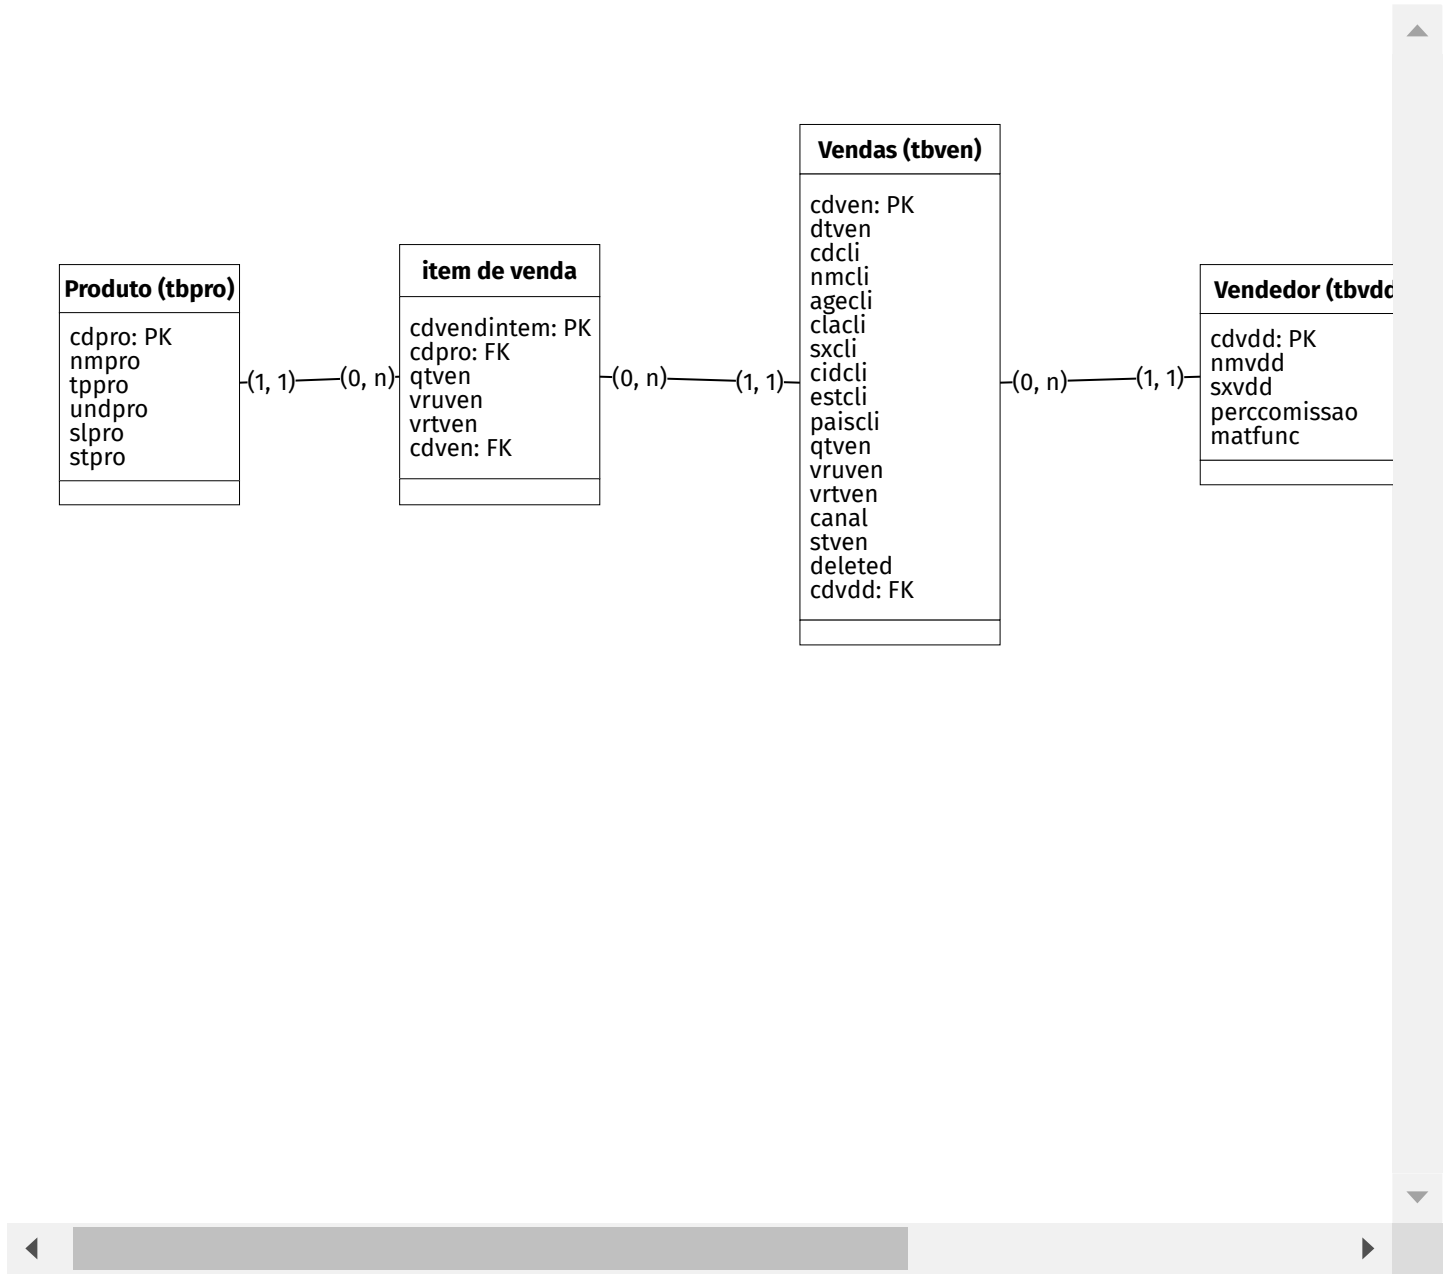 Produto (tbpro)
cdpro: PK
nmpro
tppro
undpro
slpro
stpro
(1, 1)
(0, n)
item de venda
cdvendintem: PK
cdpro: FK
qtven
vruven
vrtven
cdven: FK
(0, n)
(1, 1)
Vendas (tbven)
cdven: PK
dtven
cdcli
nmcli
agecli
clacli
sxcli
cidcli
estcli
paiscli
qtven
vruven
vrtven
canal
stven
deleted
cdvdd: FK
(0, n)
(1, 1)
Vendedor (tbvdd
cdvdd: PK
nmvdd
sxvdd
perccomissao
matfunc